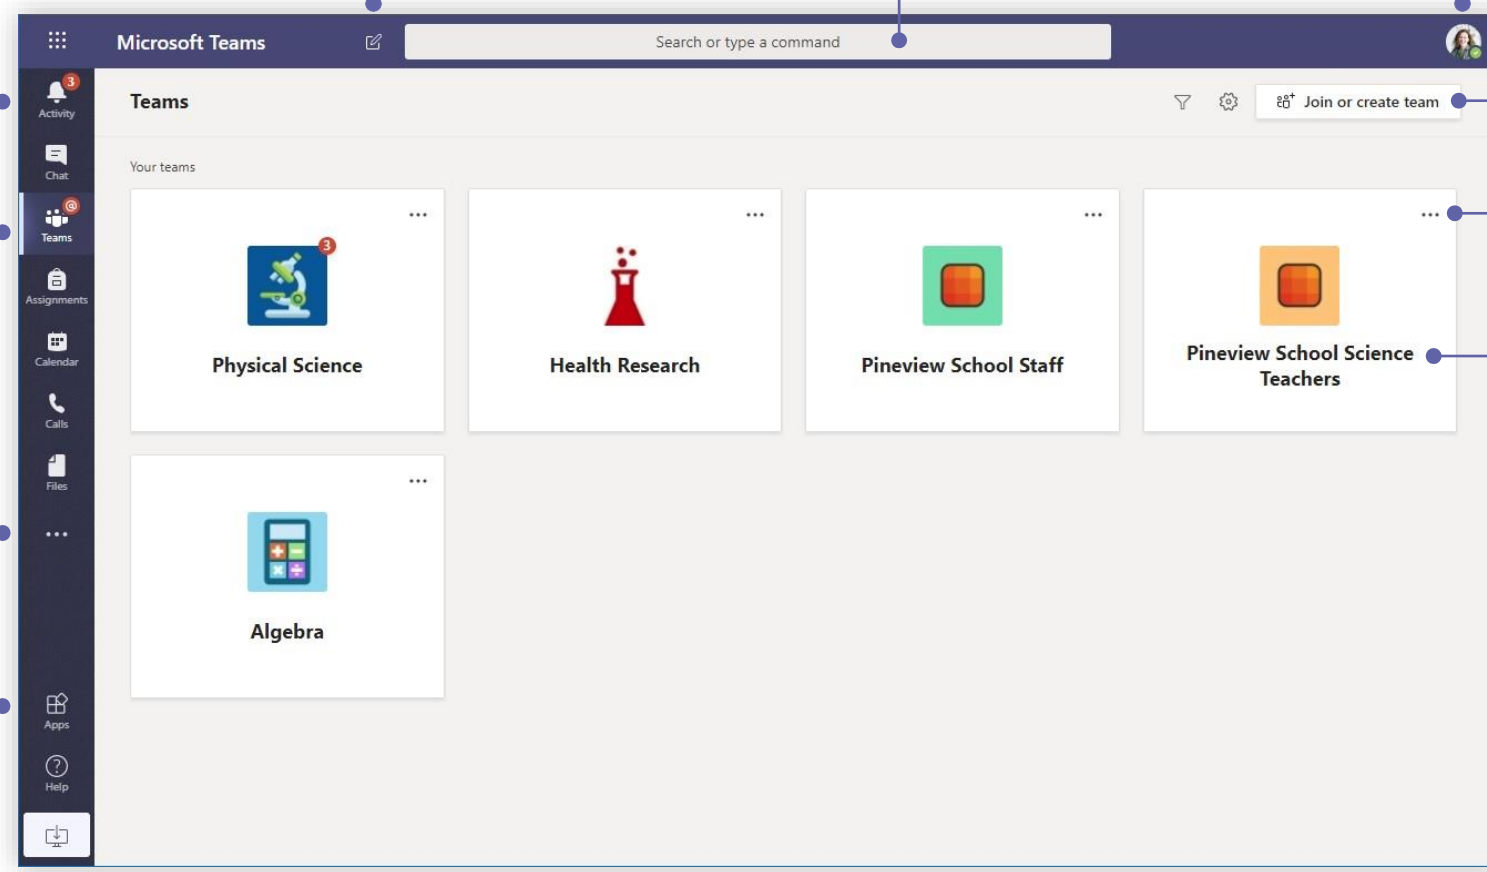 Microsoft Teams
Search or type a command
3
Activity
Chat
@
Teams
Assignments
Calendar
Calls
Files
Apps
Help
Teams
Join or create team
Your teams
3
Physical Science
Health Research
Pineview School Staff
Pineview School Science
Teachers
Algebra